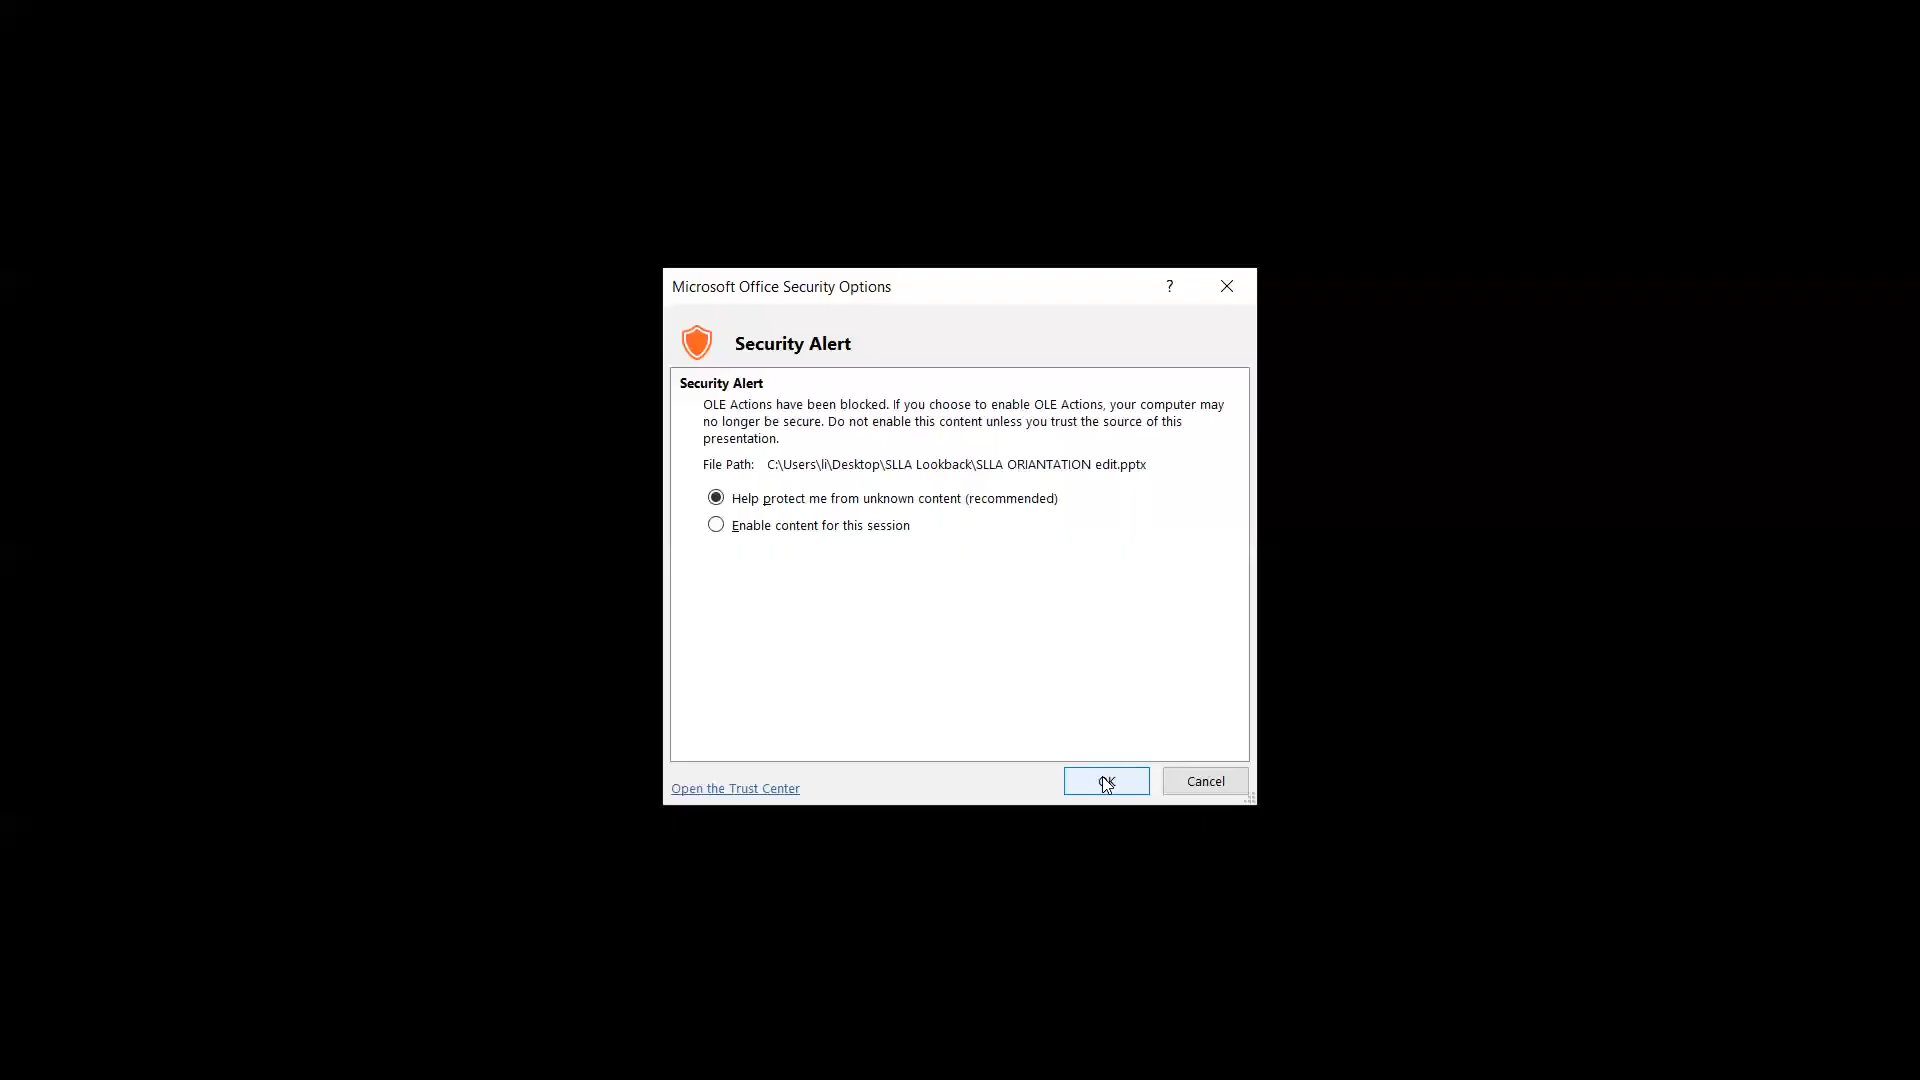 Microsoft Office Security Options
?
Security Alert
Security Alert
OLE Actions have been blocked. If you choose to enable OLE Actions, your computer may
no longer be secure. Do not enable this content unless you trust the source of this
presentation.
File Path: C:\Users\li\Desktop\SLLA Lookback\SLLA ORIANTATION edit.pptx
Help protect me from unknown content (recommended)
Enable content for this session
Open the Trust Center
OK
Cancel